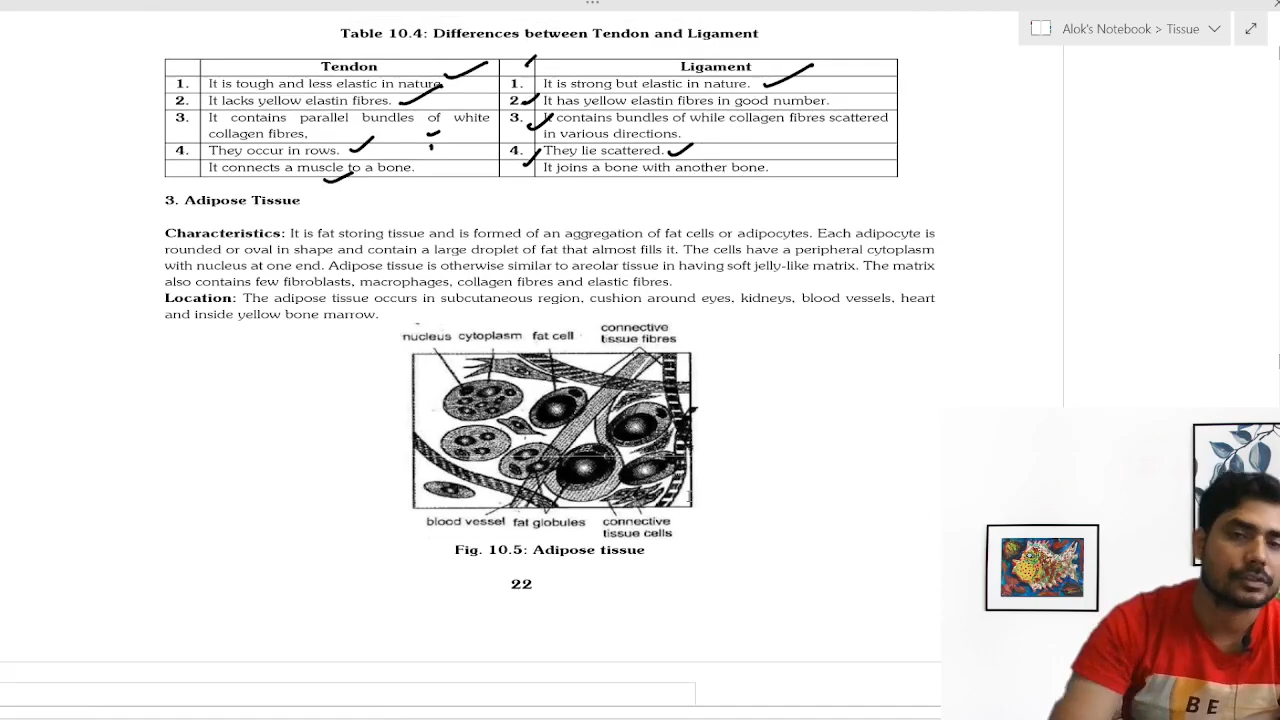 Alok's Notebook > Tissue
Table 10.4: Differences between Tendon and Ligament
Tendon
Ligament
1. It is tough and less elastic in nature.
1. It is strong but elastic in nature.
2. It lacks yellow elastin fibres.
2. It has yellow elastin fibres in good number.
3. It contains parallel bundles of white
collagen fibres,
3. It contains bundles of while collagen fibres scattered
in various directions.
4. They occur in rows.
4. They lie scattered.
It connects a muscle to a bone.
It joins a bone with another bone.
3. Adipose Tissue
Characteristics: It is fat storing tissue and is formed of an aggregation of fat cells or adipocytes. Each adipocyte is
rounded or oval in shape and contain a large droplet of fat that almost fills it. The cells have a peripheral cytoplasm
with nucleus at one end. Adipose tissue is otherwise similar to areolar tissue in having soft jelly-like matrix. The matrix
also contains few fibroblasts, macrophages, collagen fibres and elastic fibres.
Location: The adipose tissue occurs in subcutaneous region, cushion around eyes, kidneys, blood vessels, heart
and inside yellow bone marrow.
nucleus cytoplasm fat cell
connective
tissue fibres
blood vessel fat globules
connective
tissue cells
Fig. 10.5: Adipose tissue
22
BE